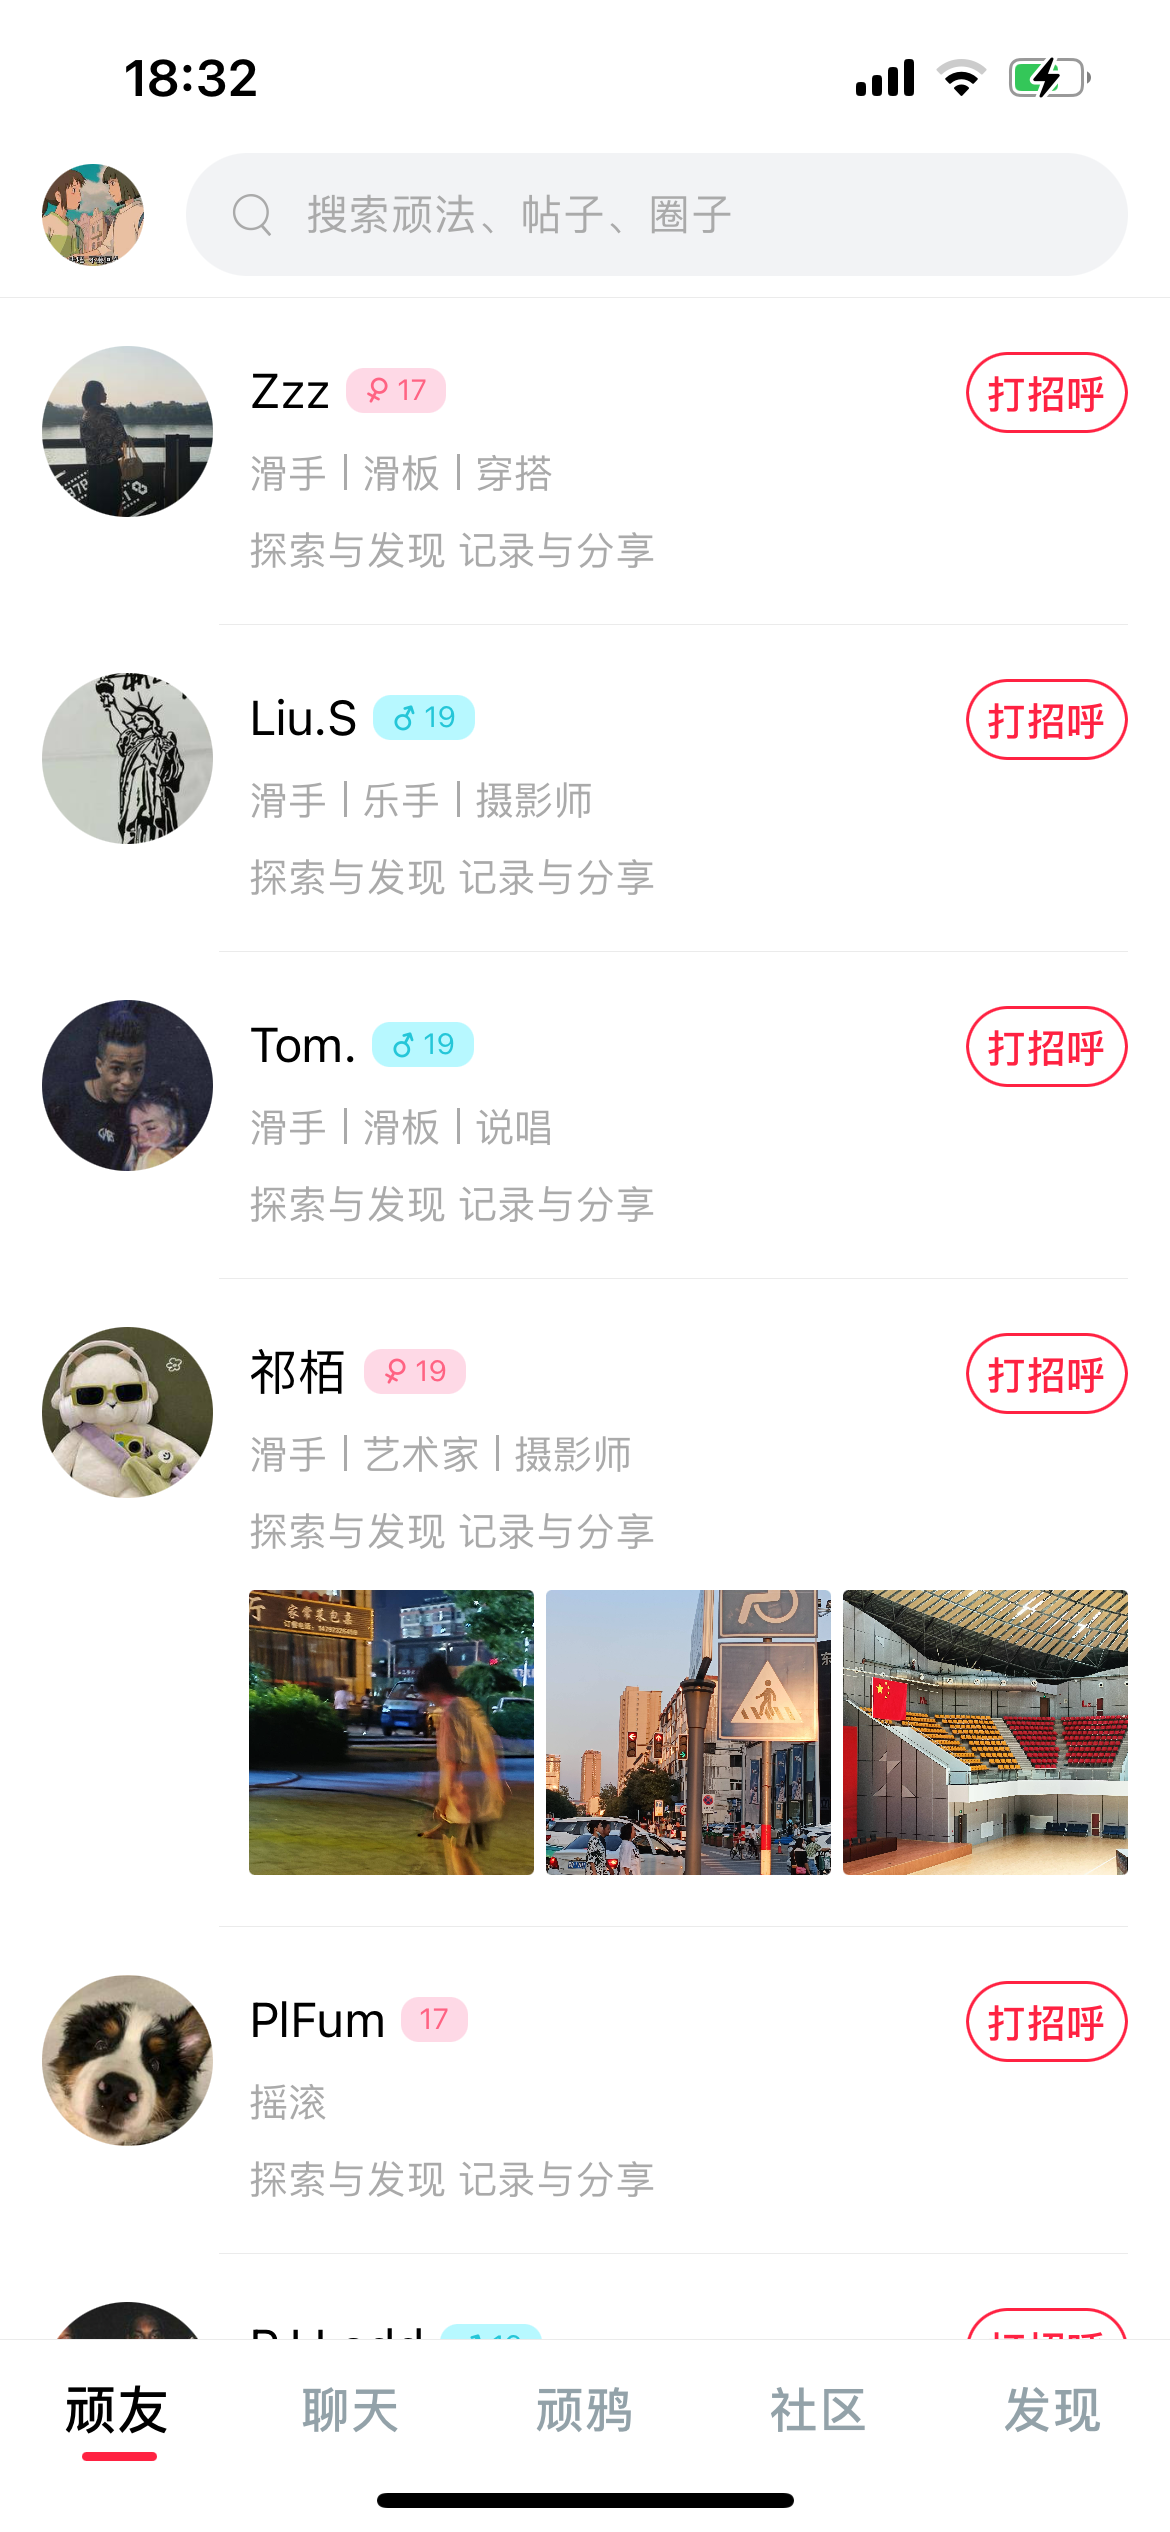 18:32
搜索顽法、帖子、圈子
Zzz 17
打招呼
滑手 | 滑板 | 穿搭
探索与发现 记录与分享
Liu.S 19
打招呼
滑手 | 乐手 | 摄影师
探索与发现 记录与分享
Tom. 19
打招呼
滑手 | 滑板 | 说唱
探索与发现 记录与分享
祁栢 19
打招呼
滑手 | 艺术家 | 摄影师
探索与发现 记录与分享
家常菜包桌
PlFum 17
打招呼
摇滚
探索与发现 记录与分享
顽友
聊天
顽鸦
社区
发现